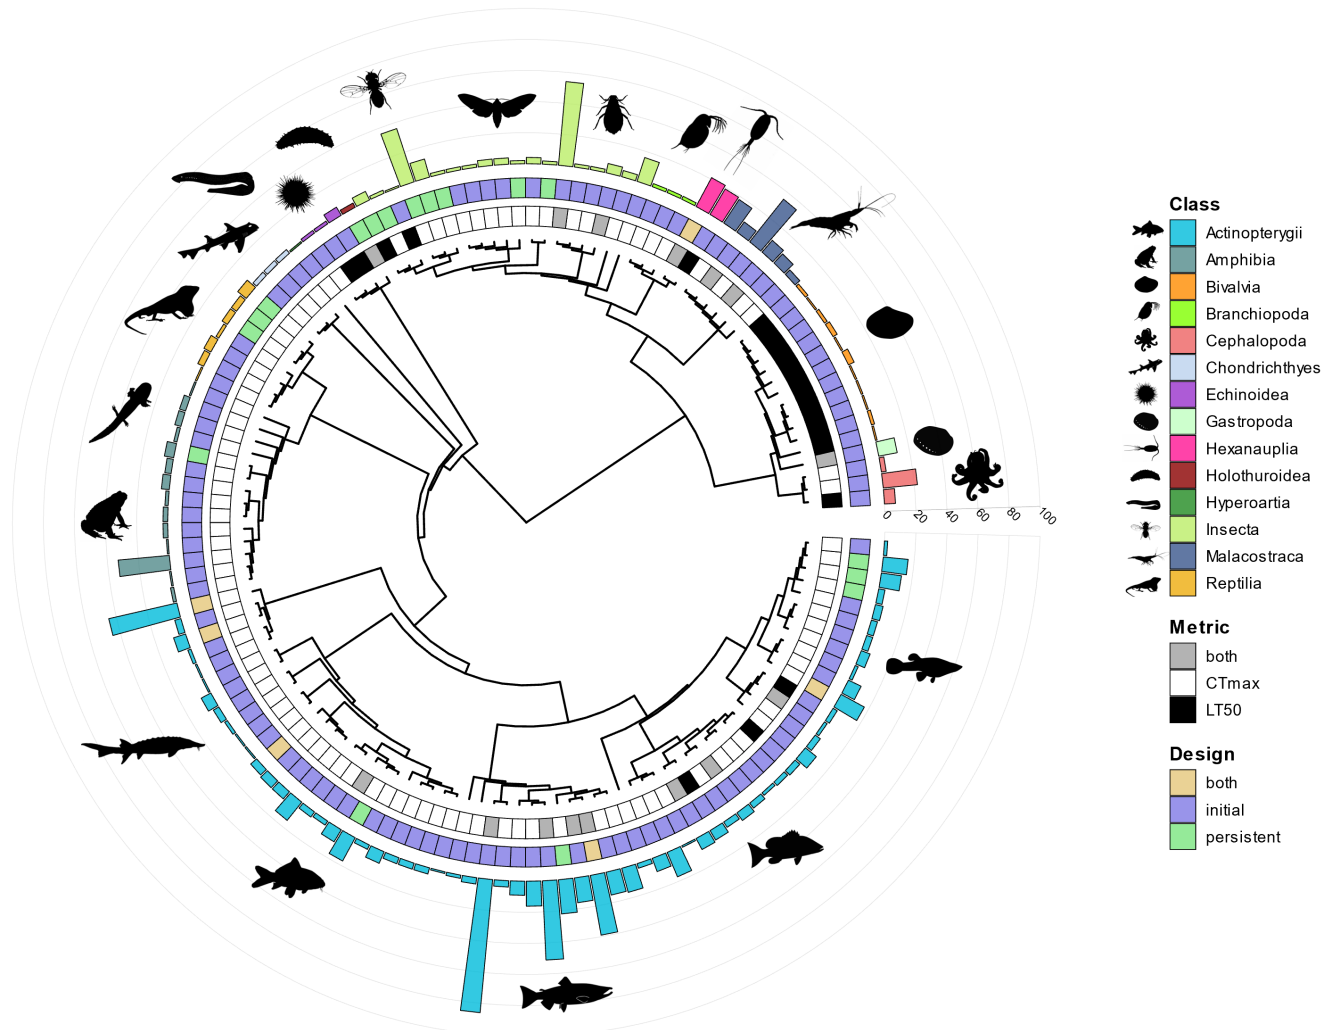 Class
Actinopterygii
Amphibia
Bivalvia
Branchiopoda
Cephalopoda
Chondrichthyes
Echinoidea
Gastropoda
Hexanauplia
Holothuroidea
Hyperoartia
Insecta
Malacostraca
Reptilia
Metric
both
CTmax
LT50
Design
both
initial
persistent
0 20 40 60 80 100